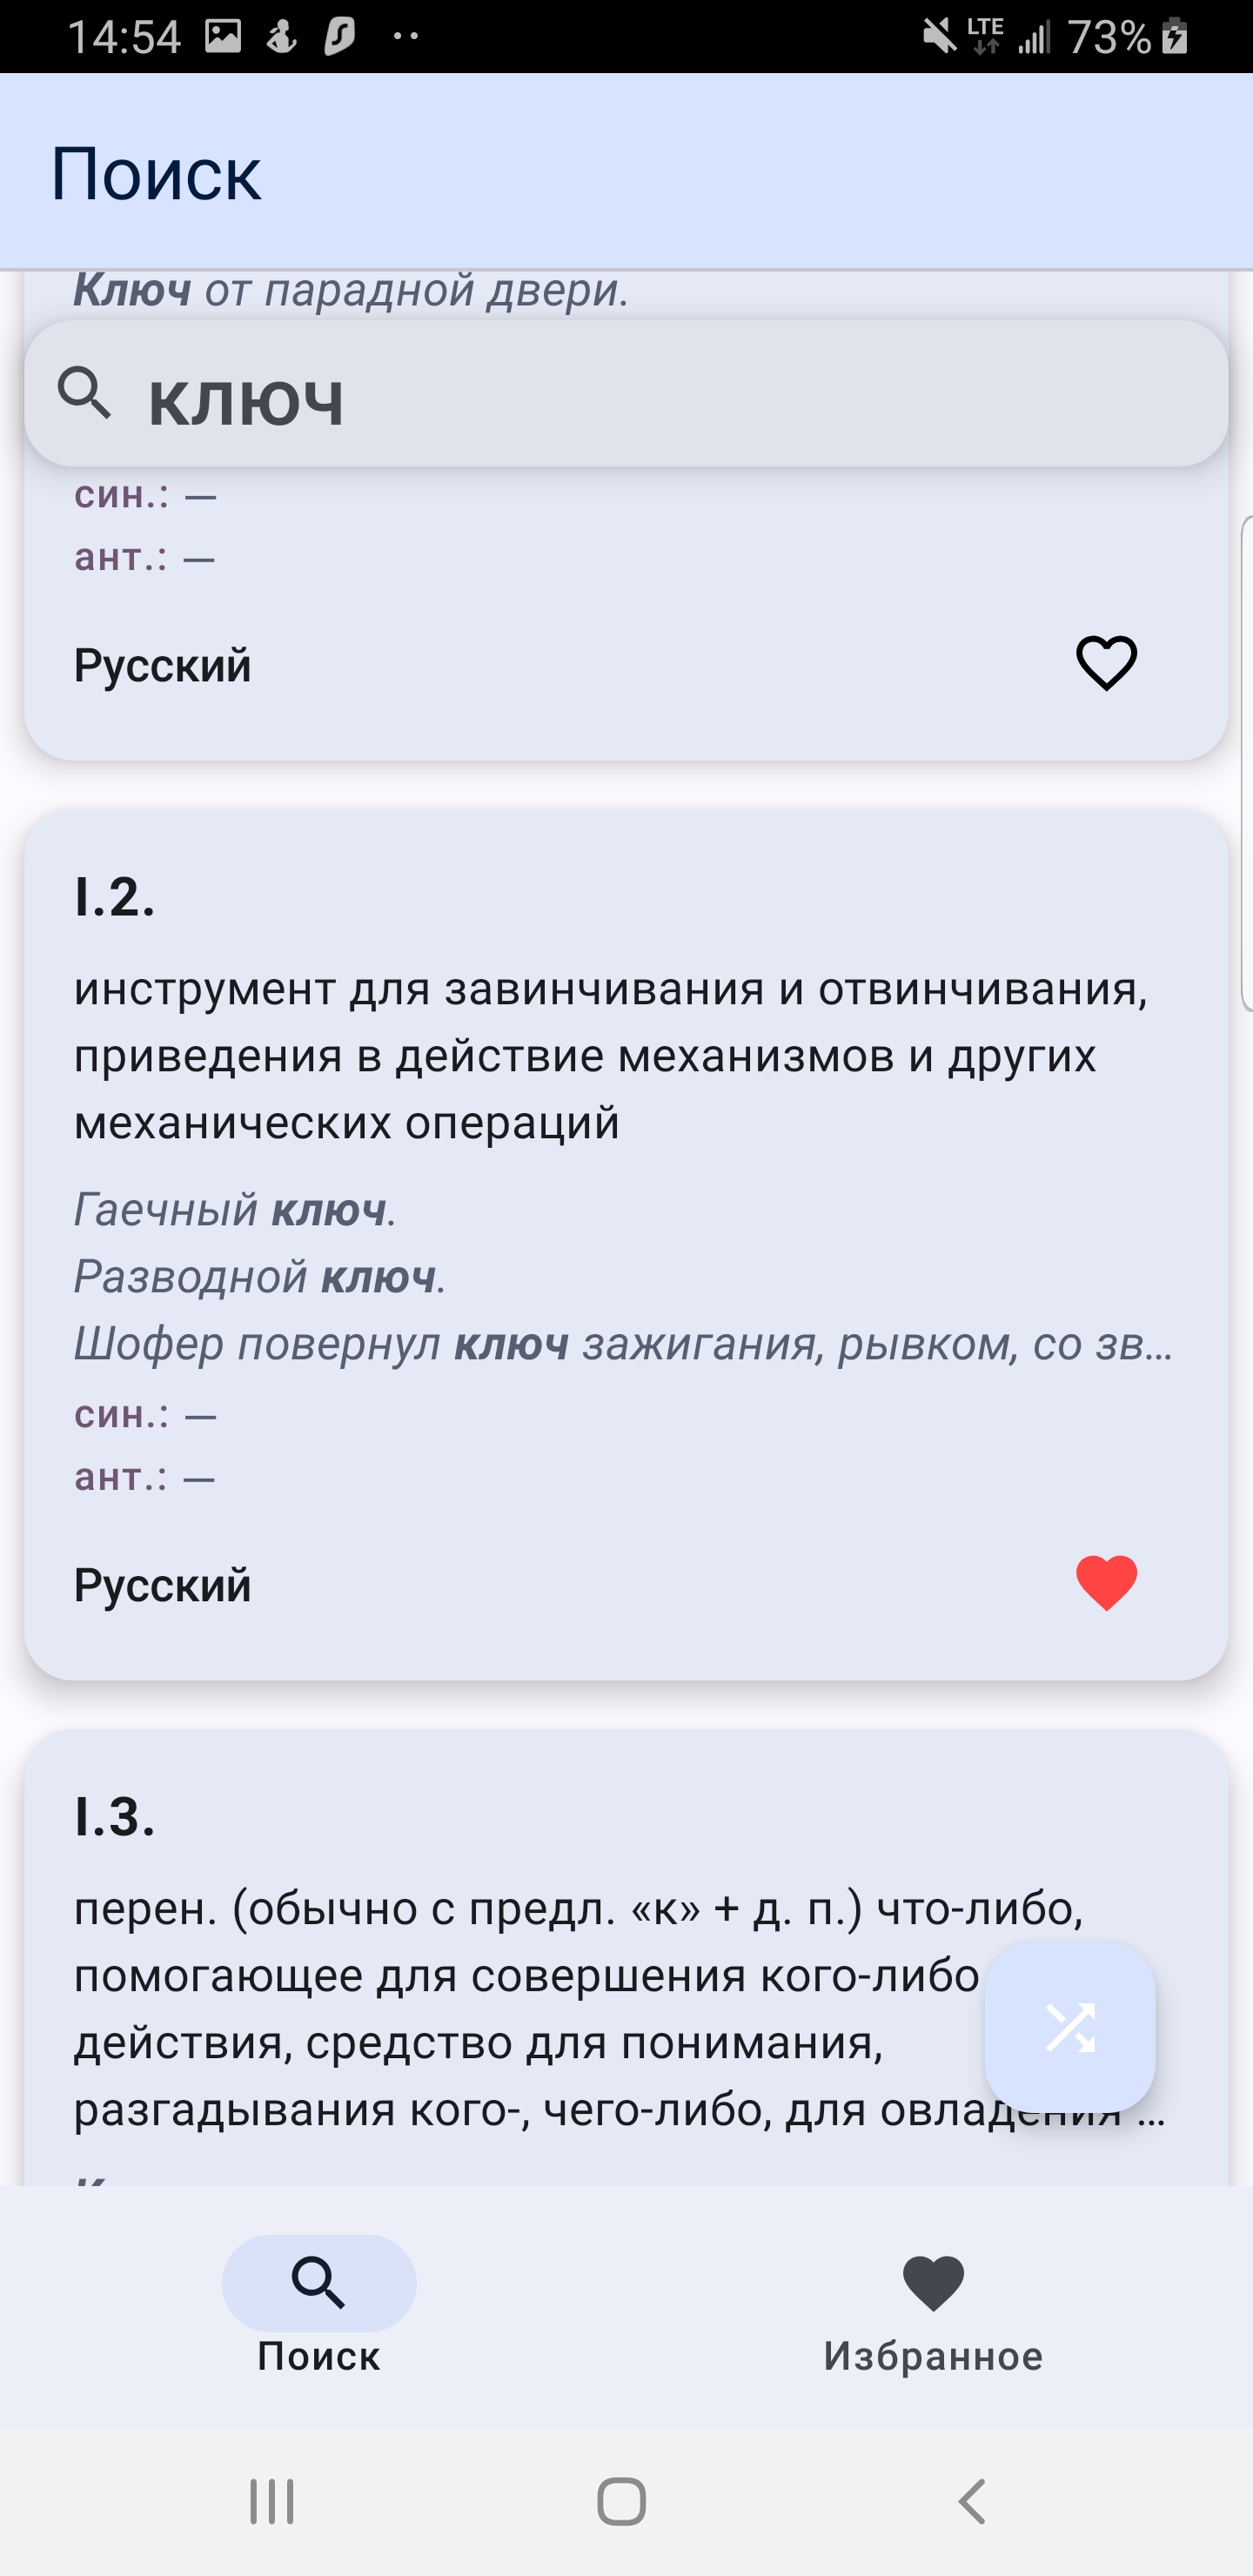 14:54
LTE
73%
Поиск
Ключ от парадной двери.
ключ
син.: —
ант.: —
Русский
I.2.
инструмент для завинчивания и отвинчивания,
приведения в действие механизмов и других
механических операций
Гаечный ключ.
Разводной ключ.
Шофер повернул ключ зажигания, рывком, со зв…
син.: —
ант.: —
Русский
I.3.
перен. (обычно с предл. «к» + д. п.) что-либо,
помогающее для совершения кого-либо
действия, средство для понимания,
разгадывания кого-, чего-либо, для овладения …
Поиск
Избранное